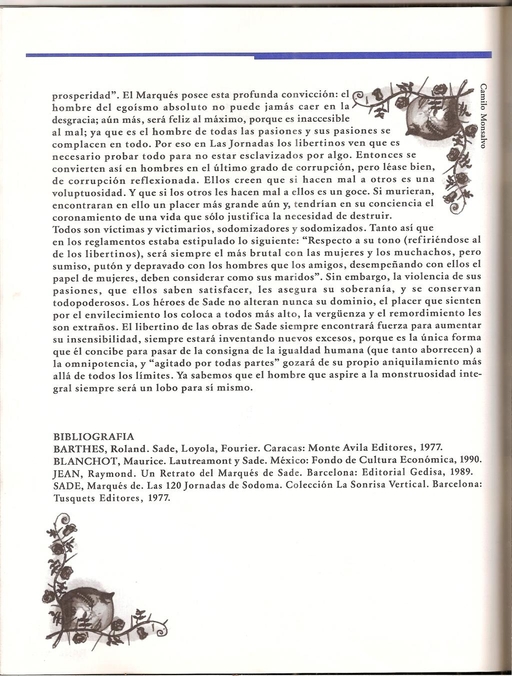 Camilo Monsalvo
prosperidad”. El Marqués posee esta profunda convicción: el
hombre del egoísmo absoluto no puede jamás caer en la
desgracia; aún más, será feliz al máximo, porque es inaccesible
al mal; ya que es el hombre de todas las pasiones y sus pasiones se
complacen en todo. Por eso en Las Jornadas los libertinos ven que es
necesario probar todo para no estar esclavizados por algo. Entonces se
convierten así en hombres en el último grado de corrupción, pero léase bien,
de corrupción reflexionada. Ellos creen que si hacen mal a otros es una
voluptuosidad. Y que si los otros les hacen mal a ellos es un goce. Si murieran,
encontraran en ello un placer más grande aún y, tendrían en su conciencia el
coronamiento de una vida que sólo justifica la necesidad de destruir.
Todos son víctimas y victimarios, sodomizadores y sodomizados. Tanto así que
en los reglamentos estaba estipulado lo siguiente: “Respecto a su tono (refiriéndose al
de los libertinos), será siempre el más brutal con las mujeres y los muchachos, pero
sumiso, putón y depravado con los hombres que los amigos, desempeñando con ellos el
papel de mujeres, deben considerar como sus maridos”. Sin embargo, la violencia de sus
pasiones, que ellos saben satisfacer, les asegura su soberanía, y se conservan
todopoderosos. Los héroes de Sade no alteran nunca su dominio, el placer que sienten
por el envilecimiento los coloca a todos más alto, la vergüenza y el remordimiento les
son extraños. El libertino de las obras de Sade siempre encontrará fuerza para aumentar
su insensibilidad, siempre estará inventando nuevos excesos, porque es la única forma
que él concibe para pasar de la consigna de la igualdad humana (que tanto aborrecen) a
la omnipotencia, y “agitado por todas partes” gozará de su propio aniquilamiento más
allá de todos los límites. Ya sabemos que el hombre que aspire a la monstruosidad inte-
gral siempre será un lobo para sí mismo.
BIBLIOGRAFIA
BARTHES, Roland. Sade, Loyola, Fourier. Caracas: Monte Avila Editores, 1977.
BLANCHOT, Maurice. Lautreamont y Sade. México: Fondo de Cultura Económica, 1990.
JEAN, Raymond. Un Retrato del Marqués de Sade. Barcelona: Editorial Gedisa, 1989.
SADE, Marqués de. Las 120 Jornadas de Sodoma. Colección La Sonrisa Vertical. Barcelona:
Tusquets Editores, 1977.